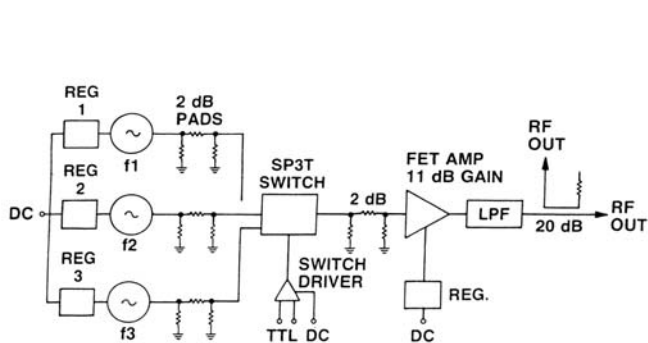 REG
1
2 dB
PADS
f1
REG
2
DC
f2
REG
3
f3
SP3T
SWITCH
SWITCH
DRIVER
TTL DC
2 dB
FET AMP
11 dB GAIN
REG.
DC
LPF
RF
OUT
20 dB
RF
OUT